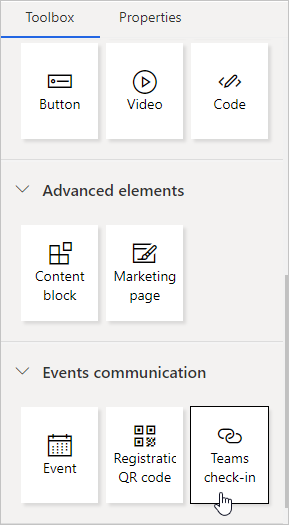 Toolbox Properties
Button Video Code
Advanced elements
Content Marketing
block page
Events communication
Event
Registratic Teams
QR code check-in